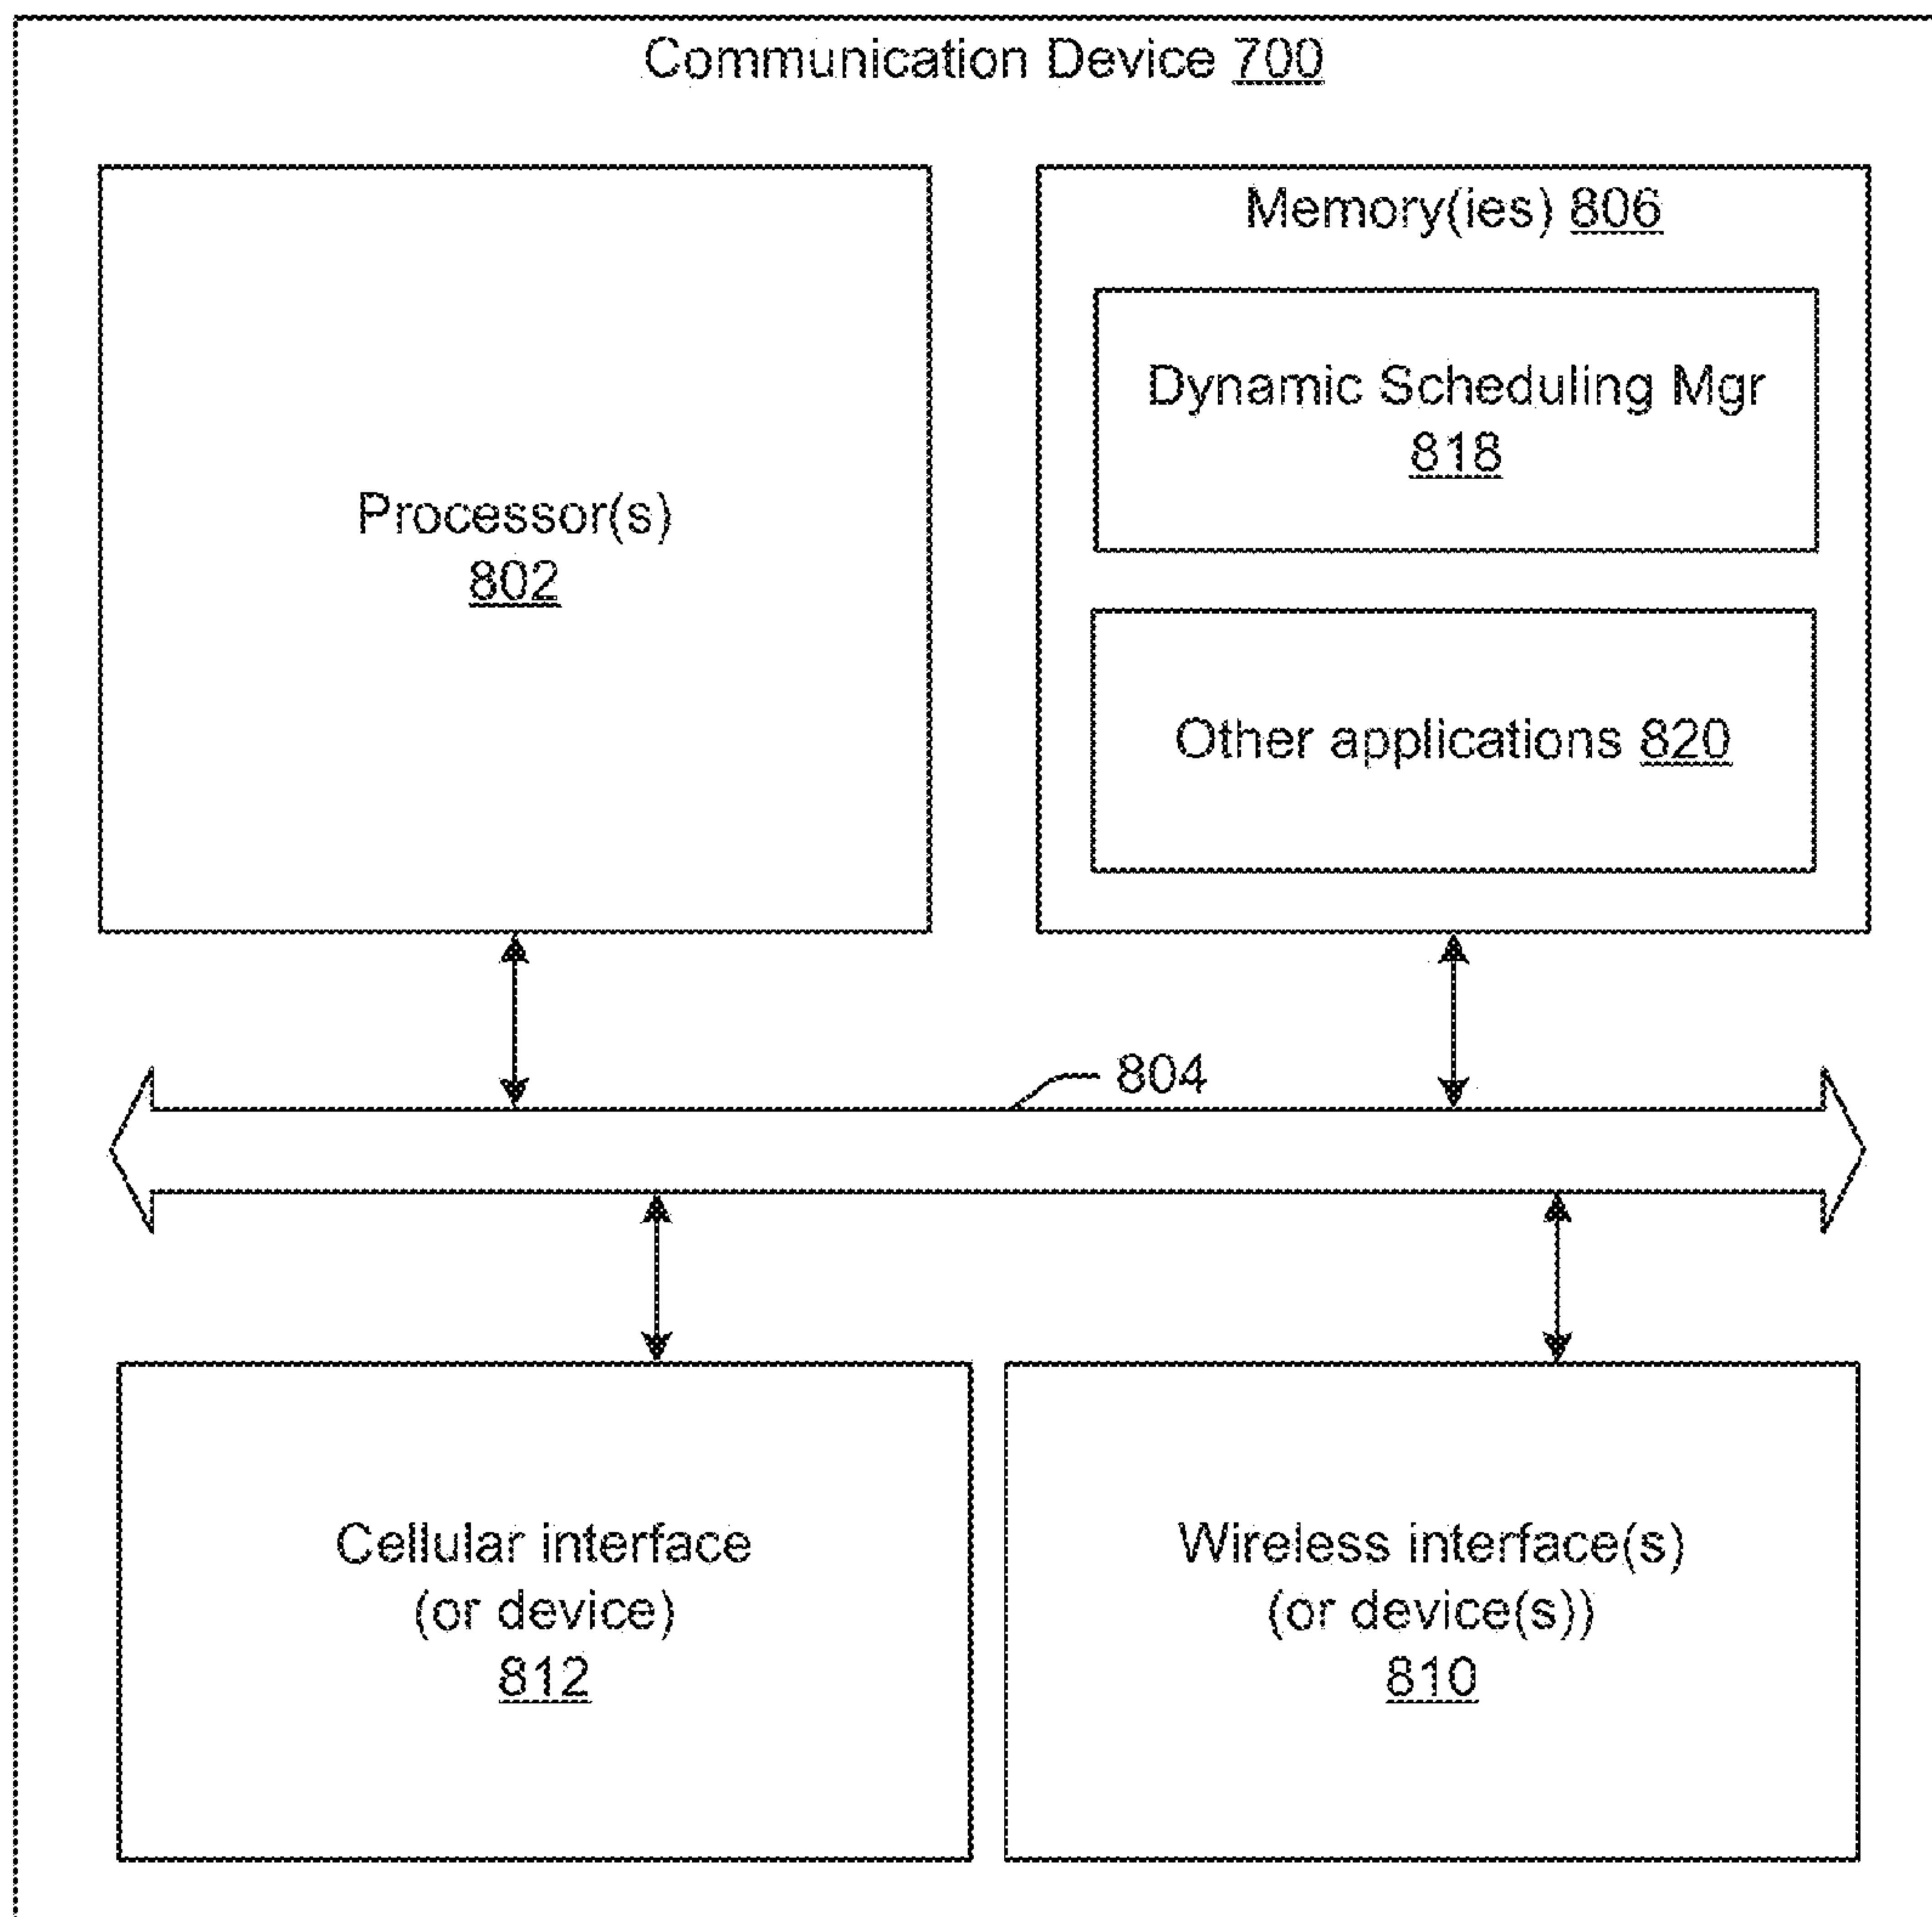 Communication Device 700
Processor(s)
802
Memory(ies) 806
Dynamic Scheduling Mgr
818
Other applications 820
804
Cellular interface
(or device)
812
Wireless interface(s)
(or device(s))
810